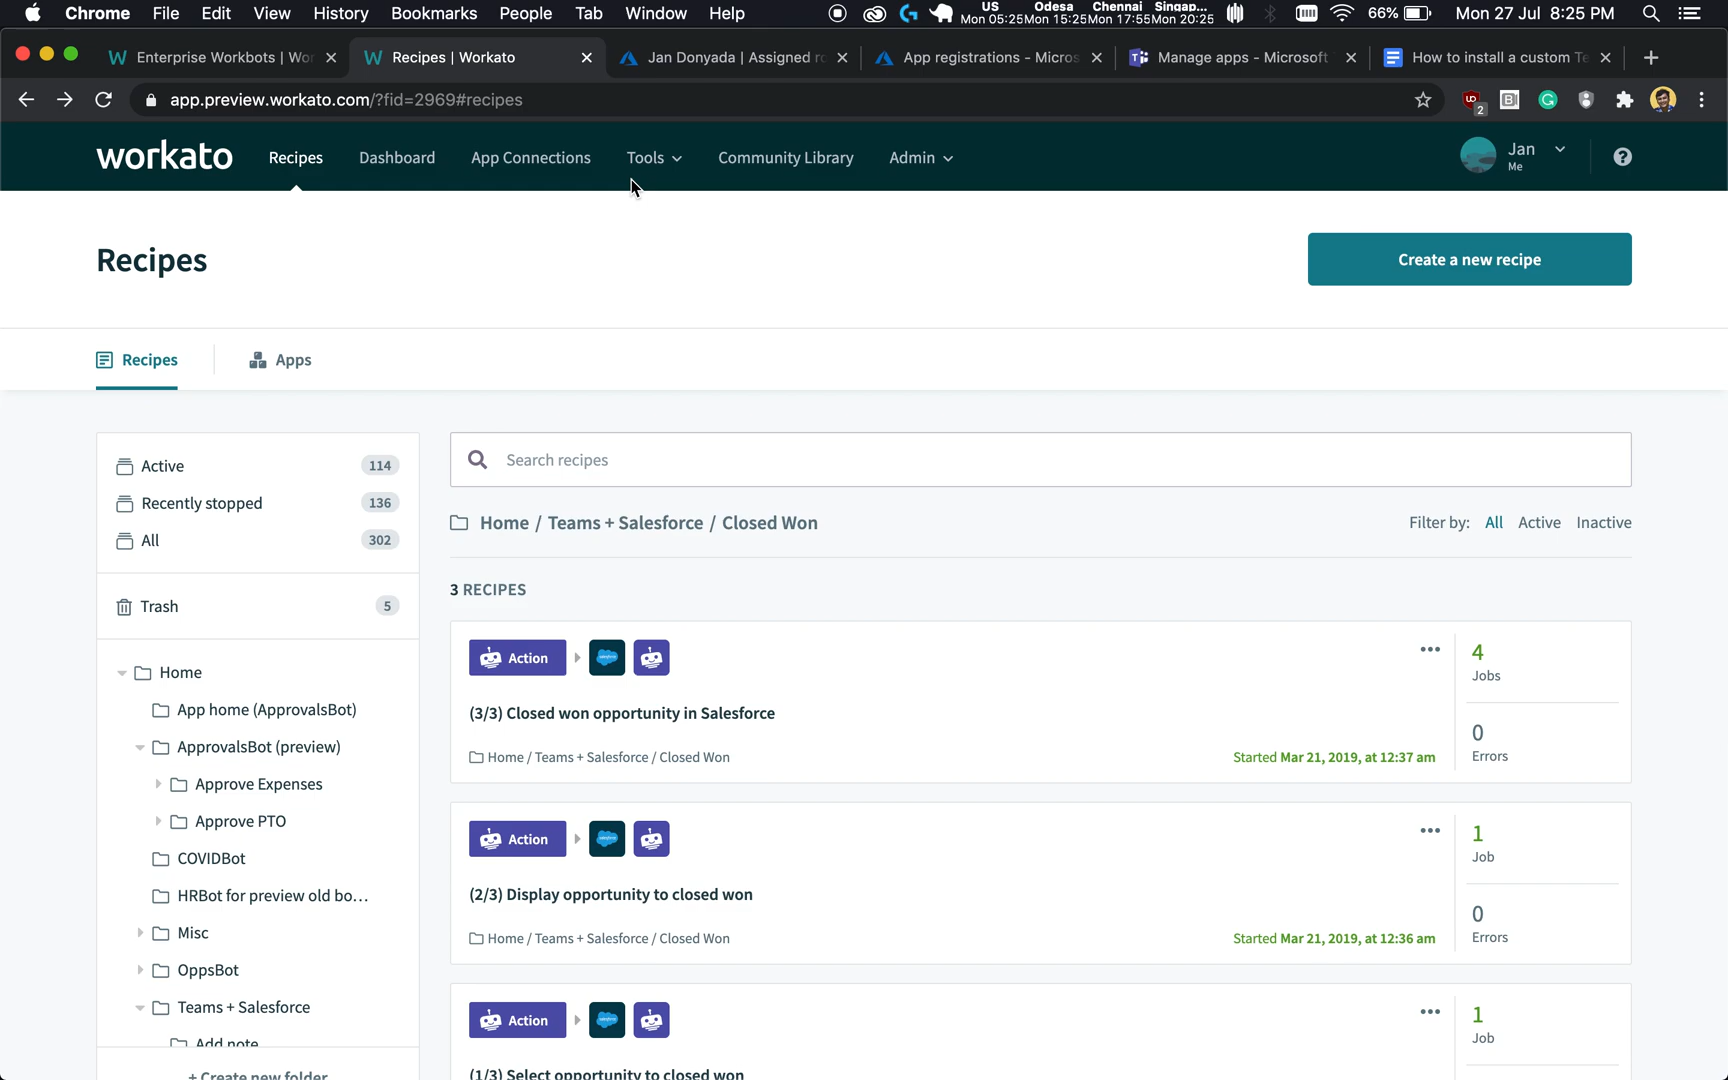 Chrome File Edit View History Bookmarks People Tab Window Help
US Odesa Chennai Singap...
Mon 05:25 Mon 15:25 Mon 17:55 Mon 20:25
66% Mon 27 Jul 8:25 PM
Enterprise Workbots | Wor
Recipes | Workato
Jan Donyada | Assigned ro
App registrations - Micros
Manage apps - Microsoft
How to install a custom Te
app.preview.workato.com/?fid=2969#recipes
2
workato
Recipes Dashboard App Connections Tools Community Library Admin
Jan
Me
Recipes
Create a new recipe
Recipes
Apps
Active 114
Recently stopped 136
All 302
Trash 5
Home
App home (ApprovalsBot)
ApprovalsBot (preview)
Approve Expenses
Approve PTO
COVIDBot
HRBot for preview old bo...
Misc
OppsBot
Teams + Salesforce
Add note
+ Create new folder
Search recipes
Home / Teams + Salesforce / Closed Won
Filter by: All Active Inactive
3 RECIPES
Action
(3/3) Closed won opportunity in Salesforce
Home / Teams + Salesforce / Closed Won
Started Mar 21, 2019, at 12:37 am
4
Jobs
0
Errors
Action
(2/3) Display opportunity to closed won
Home / Teams + Salesforce / Closed Won
Started Mar 21, 2019, at 12:36 am
1
Job
0
Errors
Action
(1/3) Select opportunity to closed won
1
Job